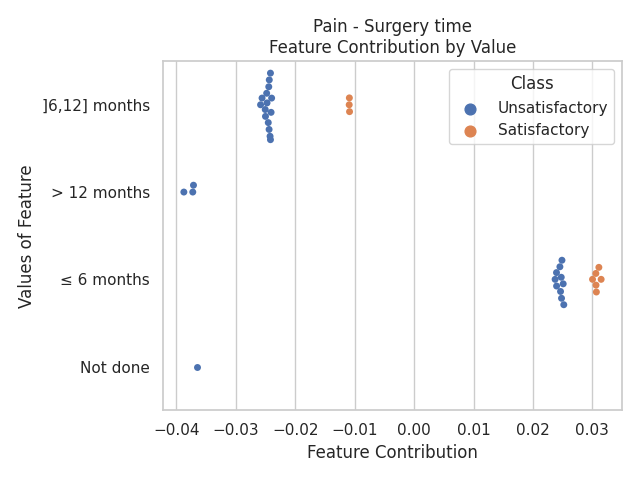 Pain - Surgery time
Feature Contribution by Value
Class
Unsatisfactory
Satisfactory
Values of Feature
]6,12] months
> 12 months
≤ 6 months
Not done
−0.04 −0.03 −0.02 −0.01 0.00 0.01 0.02 0.03
Feature Contribution